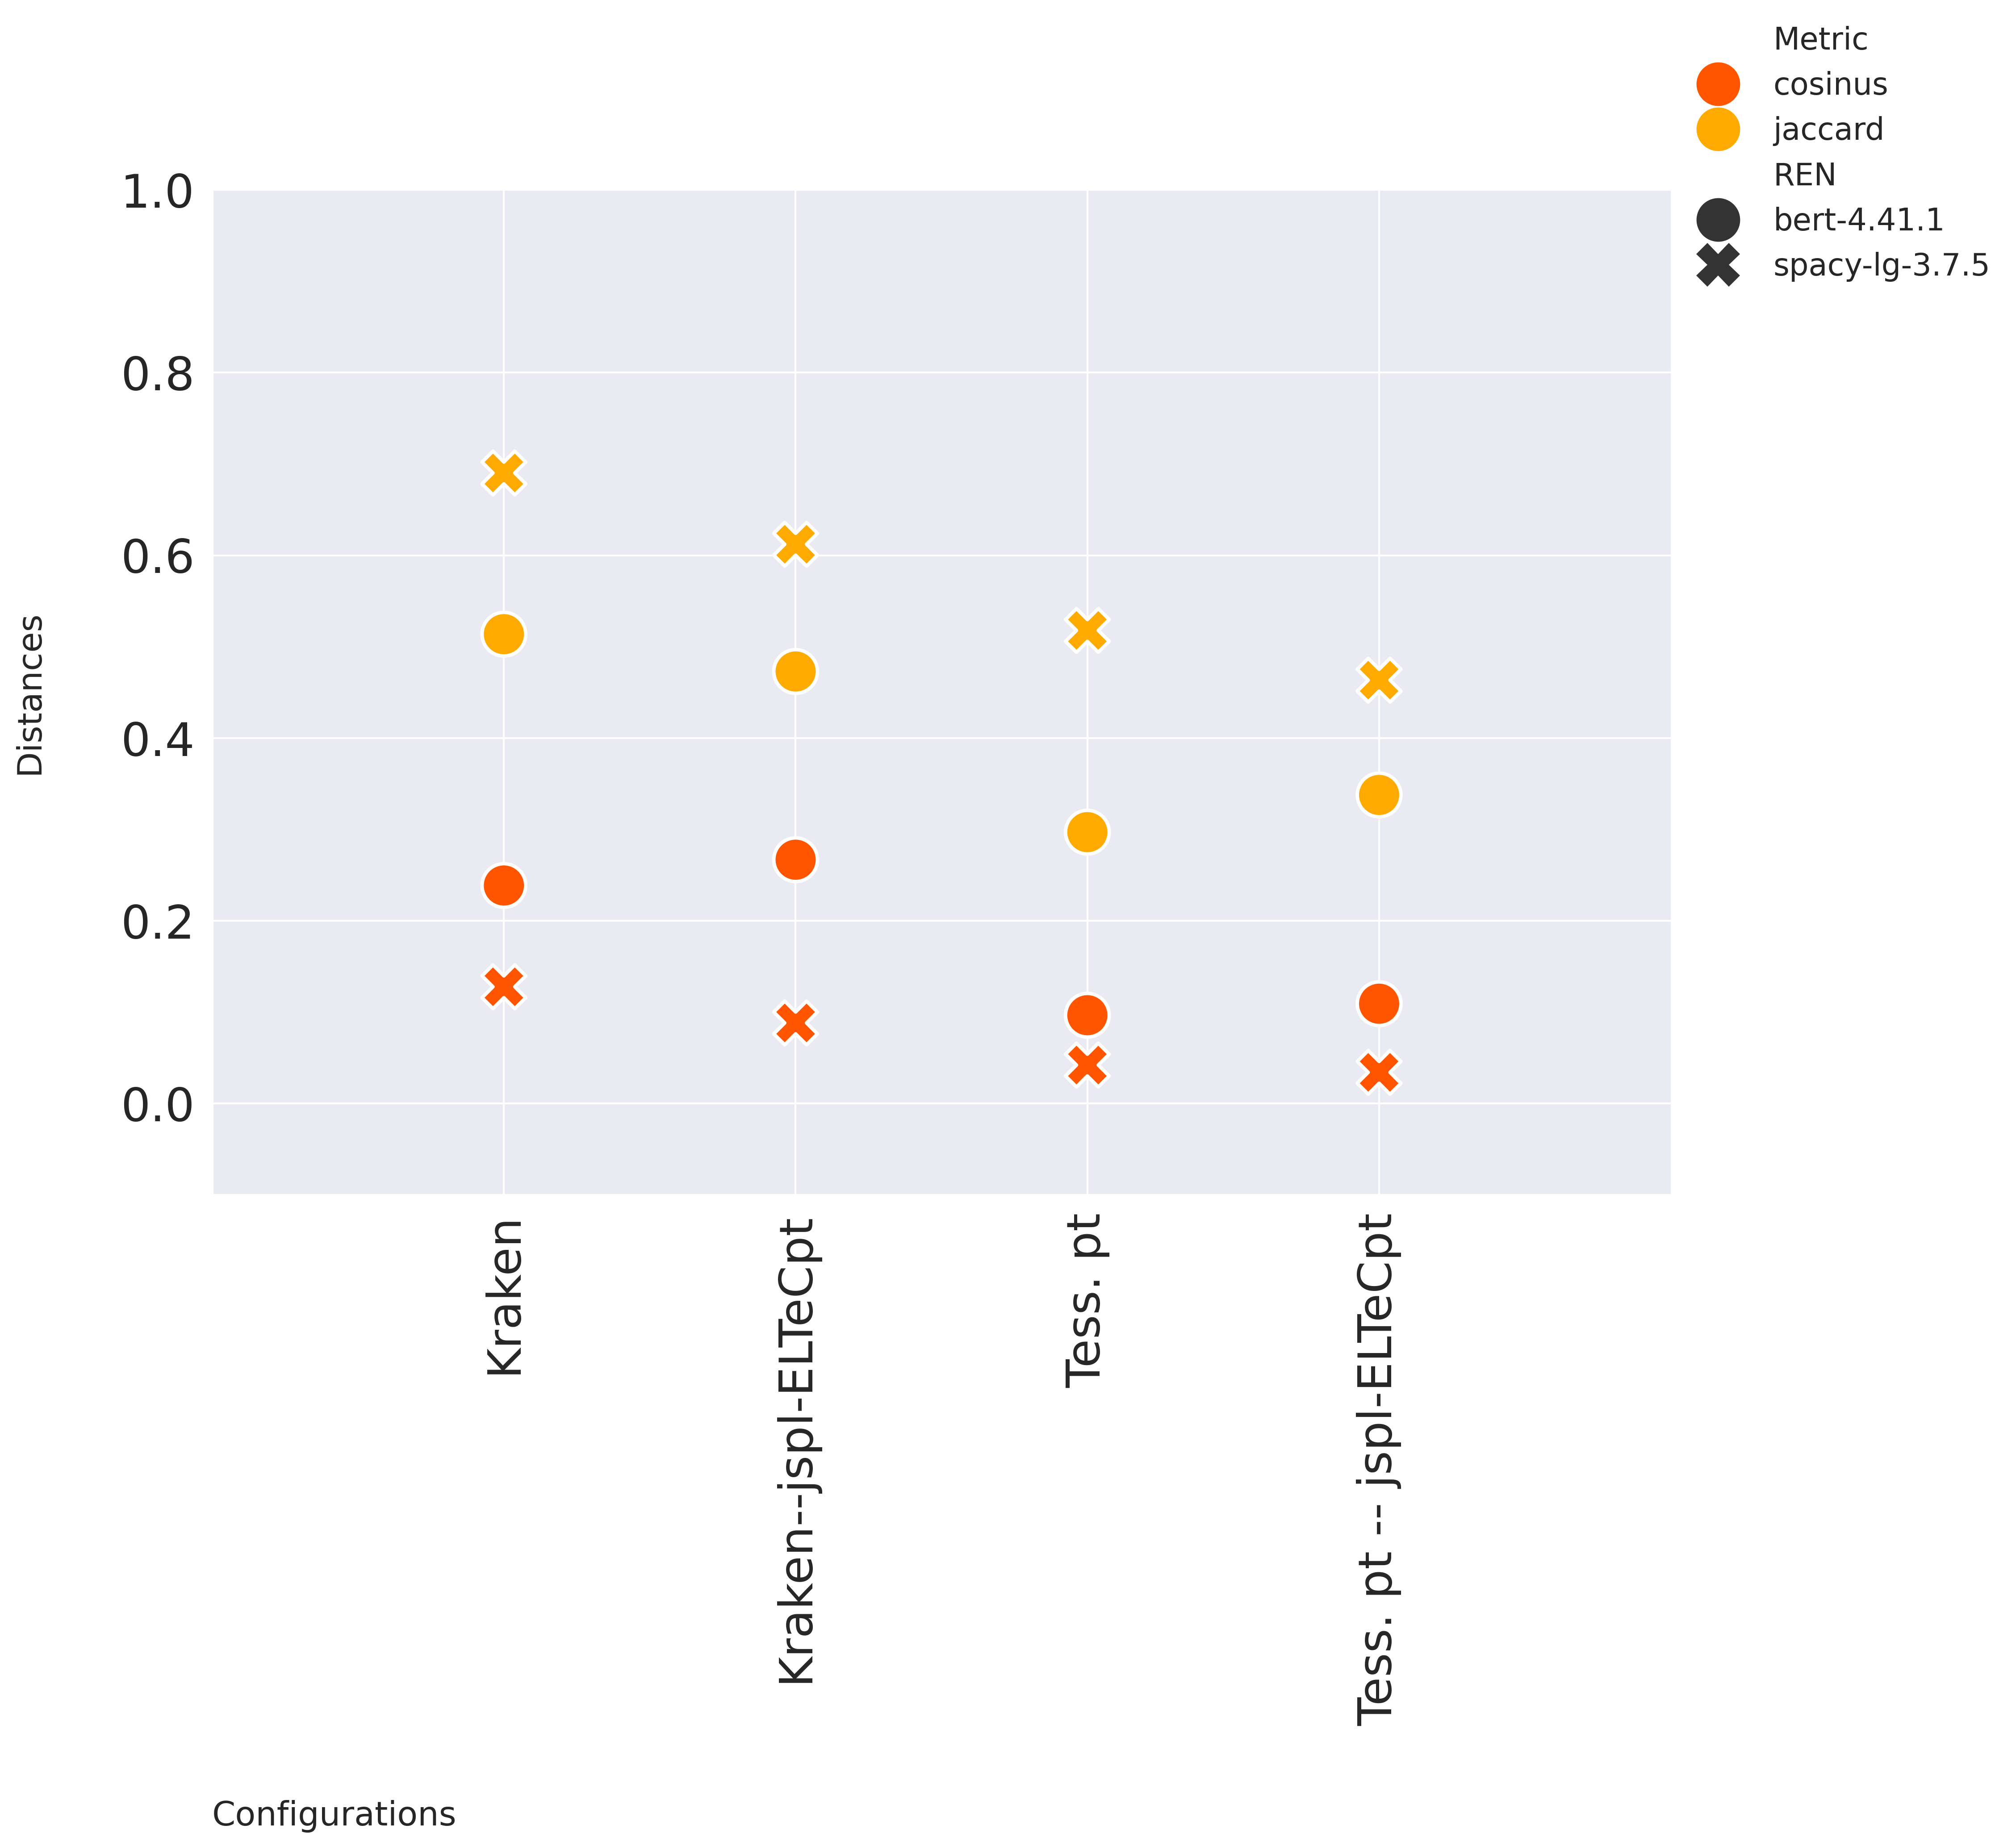 Metric
cosinus
jaccard
REN
bert-4.41.1
spacy-lg-3.7.5
1.0
0.8
0.6
0.4
0.2
0.0
Distances
Kraken
Kraken--jspl-ELTeCpt
Tess. pt
Tess. pt -- jspl-ELTeCpt
Configurations